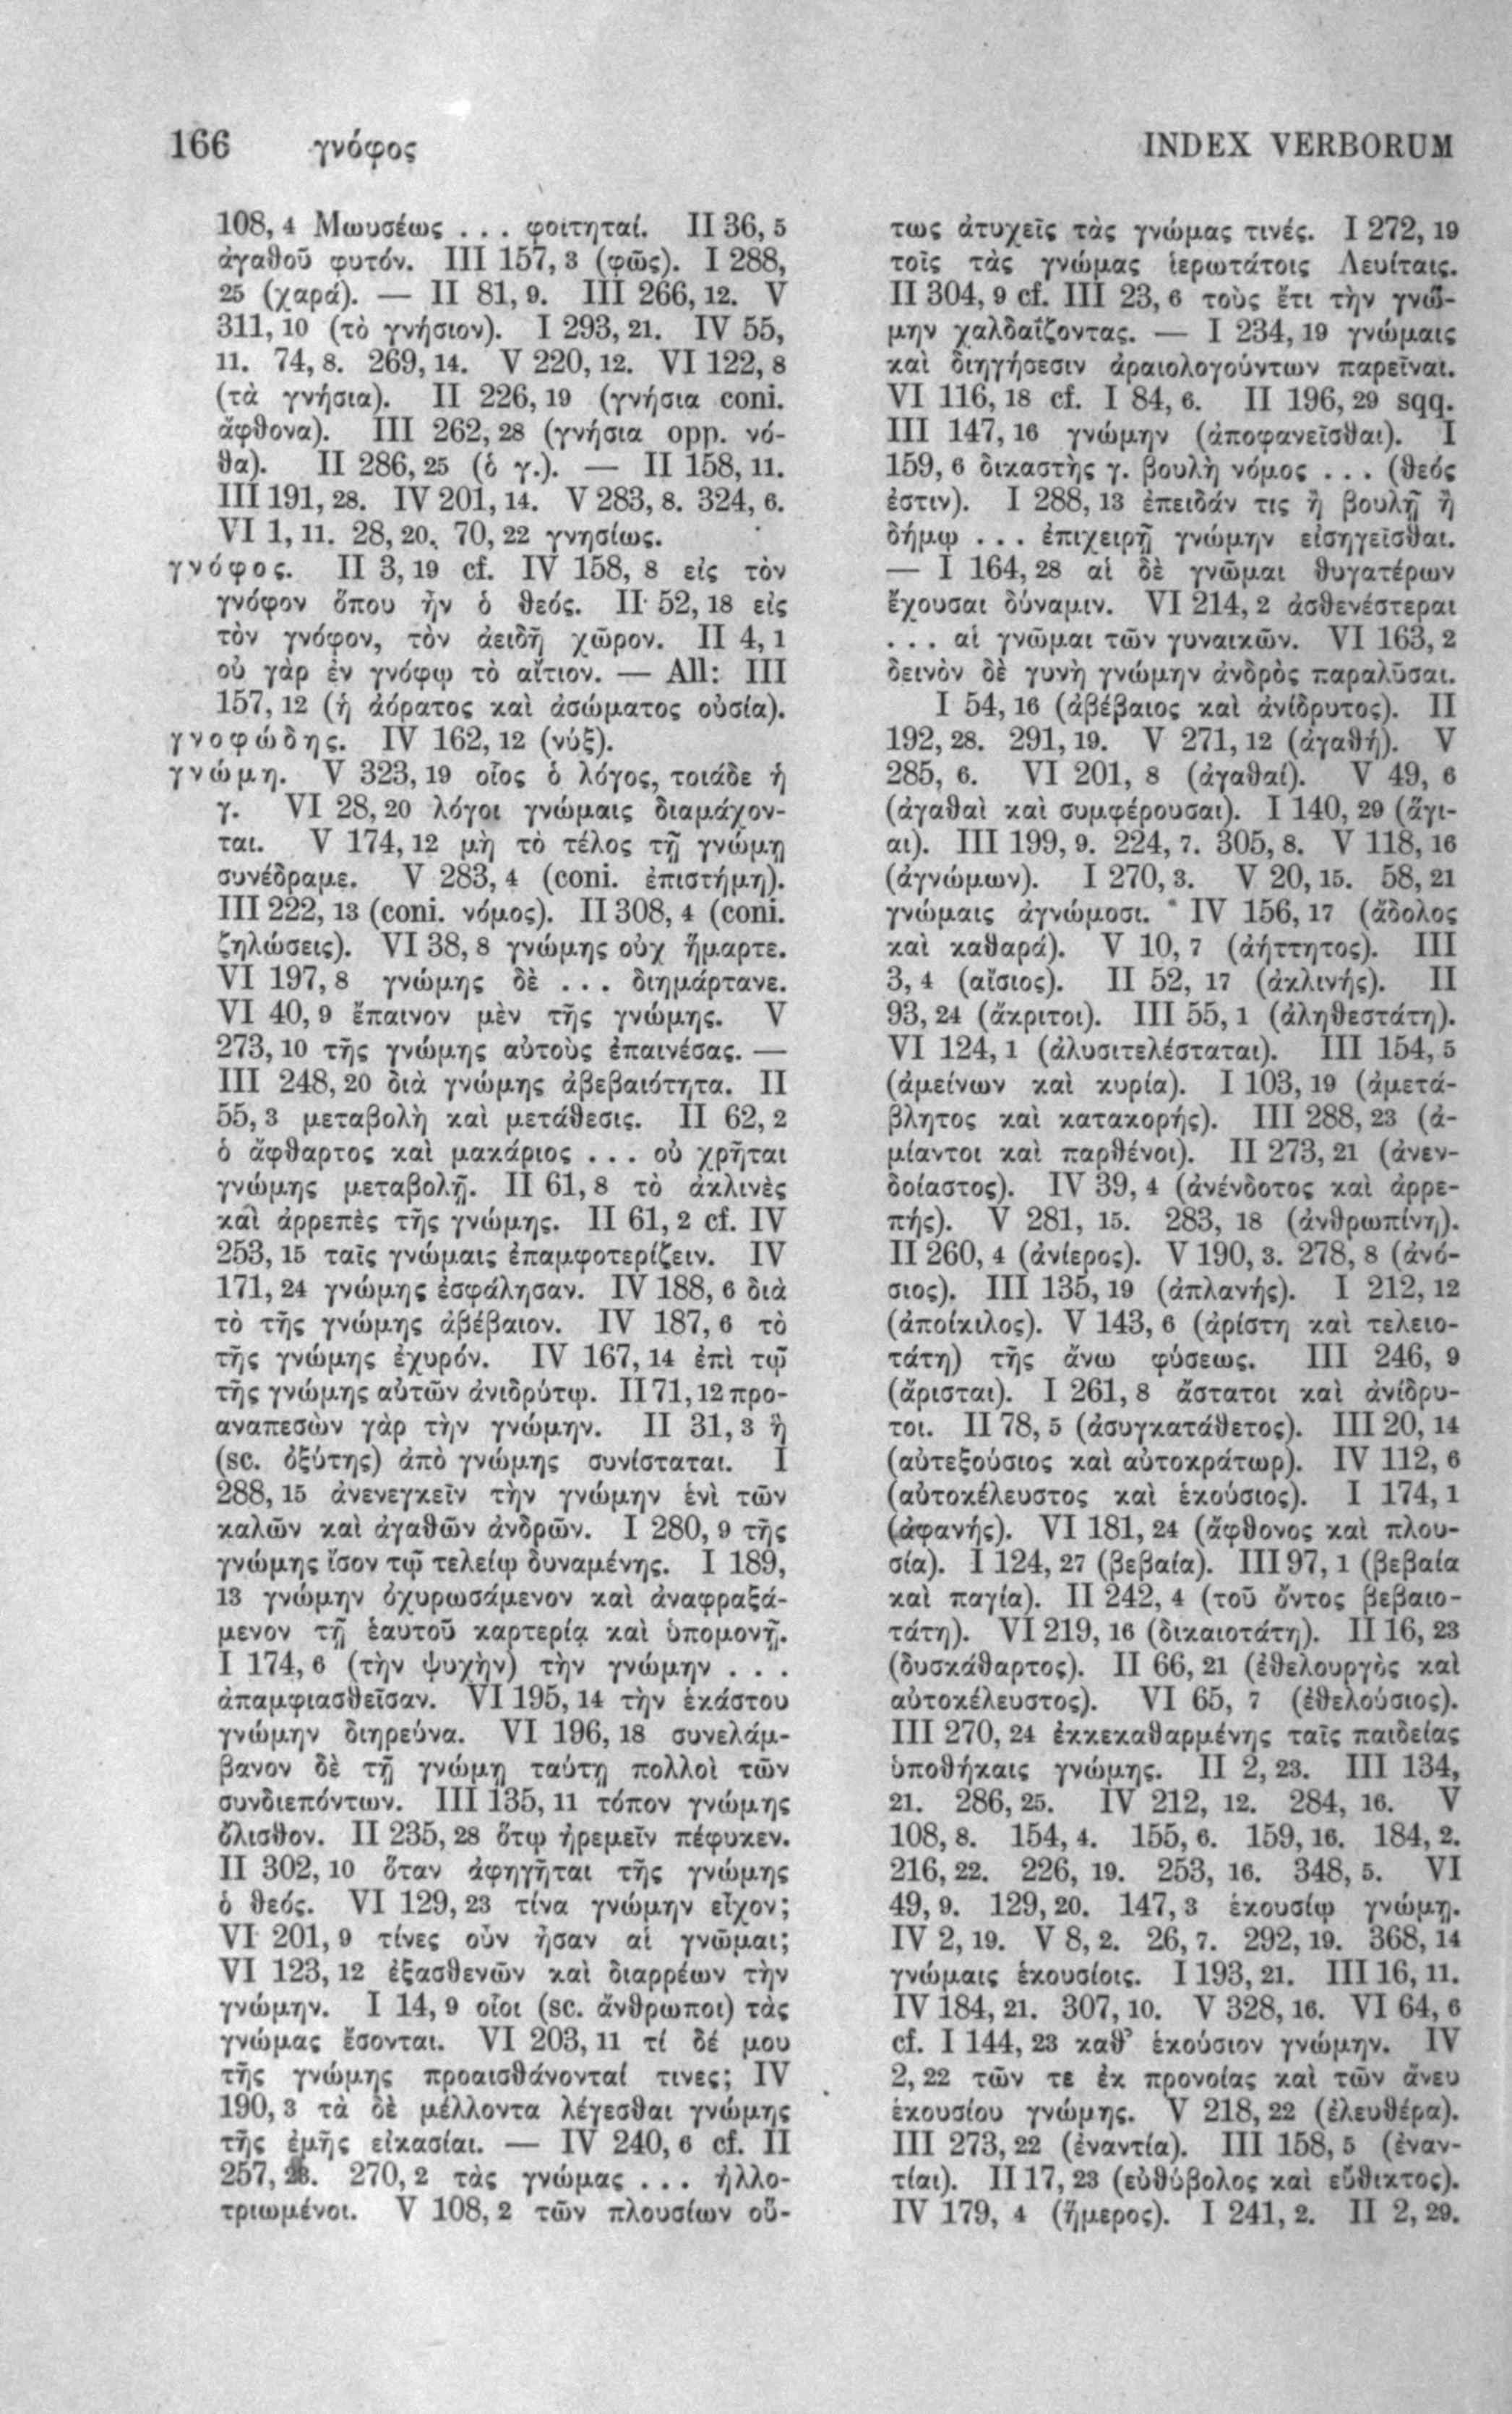 166 γνόφος INDEX VERBORUM
108, 4 Μωυσέως . . . φοιτηταί. II 36, 5
ἀγαθοῦ φυτόν. III 157, 3 (φῶς). I 288,
25 (χαρά). — II 81, 9. III 266, 12. V
311, 10 (τὸ γνήσιον). I 293, 21. IV 55,
11. 74, 8. 269, 14. V 220, 12. VI 122, 8
(τὰ γνήσια). II 226, 19 (γνήσια coni.
ἄφθονα). III 262, 28 (γνήσια opp. νό-
θα). II 286, 25 (ὁ γ.). — II 158, 11.
III 191, 28. IV 201, 14. V 283, 8. 324, 6.
VI 1, 11. 28, 20. 70, 22 γνησίως.
γνόφος. II 3, 19 cf. IV 158, 8 εἰς τὸν
γνόφον ὅπου ἦν ὁ θεός. II 52, 18 εἰς
τὸν γνόφον, τὸν ἀειδῆ χῶρον. II 4, 1
οὐ γὰρ ἐν γνόφῳ τὸ αἴτιον. — All: III
157, 12 (ἡ ἀόρατος καὶ ἀσώματος οὐσία).
γνοφώδης. IV 162, 12 (νύξ).
γνώμη. V 323, 19 οἷος ὁ λόγος, τοιάδε ἡ
γ. VI 28, 20 λόγοι γνώμαις διαμάχον-
ται. V 174, 12 μὴ τὸ τέλος τῇ γνώμῃ
συνέδραμε. V 283, 4 (coni. ἐπιστήμη).
III 222, 13 (coni. νόμος). II 308, 4 (coni.
ζηλώσεις). VI 38, 8 γνώμης οὐχ ἥμαρτε.
VI 197, 8 γνώμης δὲ . . . διημάρτανε.
VI 40, 9 ἔπαινον μὲν τῆς γνώμης. V
273, 10 τῆς γνώμης αὐτοὺς ἐπαινέσας. —
III 248, 20 διὰ γνώμης ἀβεβαιότητα. II
55, 3 μεταβολὴ καὶ μετάθεσις. II 62, 2
ὁ ἄφθαρτος καὶ μακάριος . . . οὐ χρῆται
γνώμης μεταβολῇ. II 61, 8 τὸ ἀκλινὲς
καὶ ἀρρεπὲς τῆς γνώμης. II 61, 2 cf. IV
253, 15 ταῖς γνώμαις ἐπαμφοτερίζειν. IV
171, 24 γνώμης ἐσφάλησαν. IV 188, 6 διὰ
τὸ τῆς γνώμης ἀβέβαιον. IV 187, 6 τὸ
τῆς γνώμης ἐχυρόν. IV 167, 14 ἐπὶ τῷ
τῆς γνώμης αὐτῶν ἀνιδρύτῳ. II 71, 12 προ-
αναπεσὼν γὰρ τὴν γνώμην. II 31, 3 ἣ
(sc. ὀξύτης) ἀπὸ γνώμης συνίσταται. I
288, 15 ἀνενεγκεῖν τὴν γνώμην ἑνὶ τῶν
καλῶν καὶ ἀγαθῶν ἀνδρῶν. I 280, 9 τῆς
γνώμης ἴσον τῷ τελείῳ δυναμένης. I 189,
13 γνώμην ὀχυρωσάμενον καὶ ἀναφραξά-
μενον τῇ ἑαυτοῦ καρτερίᾳ καὶ ὑπομονῇ.
I 174, 6 (τὴν ψυχὴν) τὴν γνώμην . . .
ἀπαμφιασθεῖσαν. VI 195, 14 τὴν ἑκάστου
γνώμην διηρεύνα. VI 196, 18 συνελάμ-
βανον δὲ τῇ γνώμῃ ταύτῃ πολλοὶ τῶν
συνδιεπόντων. III 135, 11 τόπον γνώμης
ὄλισθον. II 235, 28 ὅτῳ ἠρεμεῖν πέφυκεν.
II 302, 10 ὅταν ἀφηγῆται τῆς γνώμης
ὁ θεός. VI 129, 23 τίνα γνώμην εἶχον;
VI 201, 9 τίνες οὖν ἦσαν αἱ γνῶμαι;
VI 123, 12 ἐξασθενῶν καὶ διαρρέων τὴν
γνώμην. I 14, 9 οἷοι (sc. ἄνθρωποι) τὰς
γνώμας ἔσονται. VI 203, 11 τί δέ μου
τῆς γνώμης προαισθάνονταί τινες; IV
190, 3 τὰ δὲ μέλλοντα λέγεσθαι γνώμης
τῆς ἐμῆς εἰκασίαι. — IV 240, 6 cf. II
257, 270, 2 τὰς γνώμας . . . ἠλλο-
τριωμένοι. V 108, 2 τῶν πλουσίων οὕ-
τως ἀτυχεῖς τὰς γνώμας τινές. I 272, 19
τοῖς τὰς γνώμας ἱερωτάτοις Λευίταις.
II 304, 9 cf. III 23, 6 τοὺς ἔτι τὴν γνώ-
μην χαλδαΐζοντας. — I 234, 19 γνώμαις
καὶ διηγήσεσιν ἀραιολογούντων παρεῖναι.
VI 116, 18 cf. I 84, 6. II 196, 29 sqq.
III 147, 16 γνώμην (ἀποφανεῖσθαι). I
159, 6 δικαστὴς γ. βουλὴ νόμος . . . (θεός
ἐστιν). I 288, 13 ἐπειδάν τις ἢ βουλῇ ἢ
δήμῳ . . . ἐπιχειρῇ γνώμην εἰσηγεῖσθαι.
— I 164, 28 αἱ δὲ γνῶμαι θυγατέρων
ἔχουσαι δύναμιν. VI 214, 2 ἀσθενέστεραι
. . . αἱ γνῶμαι τῶν γυναικῶν. VI 163, 2
δεινὸν δὲ γυνὴ γνώμην ἀνδρὸς παραλῦσαι.
I 54, 16 (ἀβέβαιος καὶ ἀνίδρυτος). II
192, 28. 291, 19. V 271, 12 (ἀγαθή). V
285, 6. VI 201, 8 (ἀγαθαί). V 49, 6
(ἀγαθαὶ καὶ συμφέρουσαι). I 140, 29 (ἅγι-
αι). III 199, 9. 224, 7. 305, 8. V 118, 16
(ἀγνώμων). I 270, 3. V 20, 15. 58, 21
γνώμαις ἀγνώμοσι. IV 156, 17 (ἄδολος
καὶ καθαρά). V 10, 7 (ἀήττητος). III
3, 4 (αἴσιος). II 52, 17 (ἀκλινής). II
93, 24 (ἄκριτοι). III 55, 1 (ἀληθεστάτη).
VI 124, 1 (ἀλυσιτελέσταται). III 154, 5
(ἀμείνων καὶ κυρία). I 103, 19 (ἀμετά-
βλητος καὶ κατακορής). III 288, 23 (ἀ-
μίαντοι καὶ παρθένοι). II 273, 21 (ἀνεν-
δοίαστος). IV 39, 4 (ἀνένδοτος καὶ ἀρρε-
πής). V 281, 15. 283, 18 (ἀνθρωπίνη).
II 260, 4 (ἀνίερος). V 190, 3. 278, 8 (ἀνό-
σιος). III 135, 19 (ἀπλανής). I 212, 12
(ἀποίκιλος). V 143, 6 (ἀρίστη καὶ τελειο-
τάτη) τῆς ἄνω φύσεως. III 246, 9
(ἄρισται). I 261, 8 ἄστατοι καὶ ἀνίδρυ-
τοι. II 78, 5 (ἀσυγκατάθετος). III 20, 14
(αὐτεξούσιος καὶ αὐτοκράτωρ). IV 112, 6
(αὐτοκέλευστος καὶ ἑκούσιος). I 174, 1
(ἀφανής). VI 181, 24 (ἄφθονος καὶ πλου-
σία). I 124, 27 (βεβαία). III 97, 1 (βεβαία
καὶ παγία). II 242, 4 (τοῦ ὄντος βεβαιο-
τάτη). VI 219, 16 (δικαιοτάτη). II 16, 23
(δυσκάθαρτος). II 66, 21 (ἐθελουργὸς καὶ
αὐτοκέλευστος). VI 65, 7 (ἐθελούσιος).
III 270, 24 ἐκκεκαθαρμένης ταῖς παιδείας
ὑποθήκαις γνώμης. II 2, 23. III 134,
21. 286, 25. IV 212, 12. 284, 16. V
108, 8. 154, 4. 155, 6. 159, 16. 184, 2.
216, 22. 226, 19. 253, 16. 348, 5. VI
49, 9. 129, 20. 147, 3 ἑκουσίῳ γνώμῃ.
IV 2, 19. V 8, 2. 26, 7. 292, 19. 368, 14
γνώμαις ἑκουσίοις. I 193, 21. III 16, 11.
IV 184, 21. 307, 10. V 328, 16. VI 64, 6
cf. I 144, 23 καθ’ ἑκούσιον γνώμην. IV
2, 22 τῶν τε ἐκ προνοίας καὶ τῶν ἄνευ
ἑκουσίου γνώμης. V 218, 22 (ἐλευθέρα).
III 273, 22 (ἐναντία). III 158, 5 (ἐναν-
τίαι). II 17, 23 (εὐθύβολος καὶ εὔθικτος).
IV 179, 4 (ἥμερος). I 241, 2. II 2, 29.